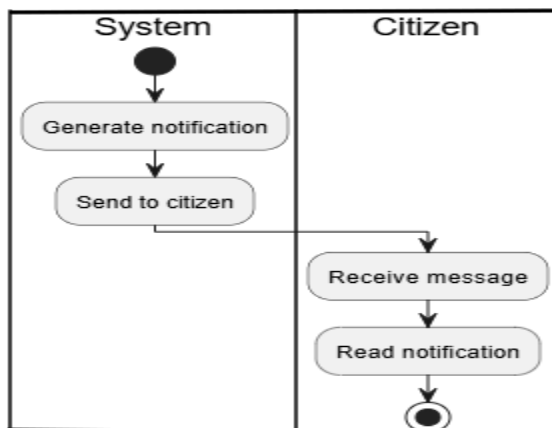 System
Citizen
Generate notification
Send to citizen
Receive message
Read notification